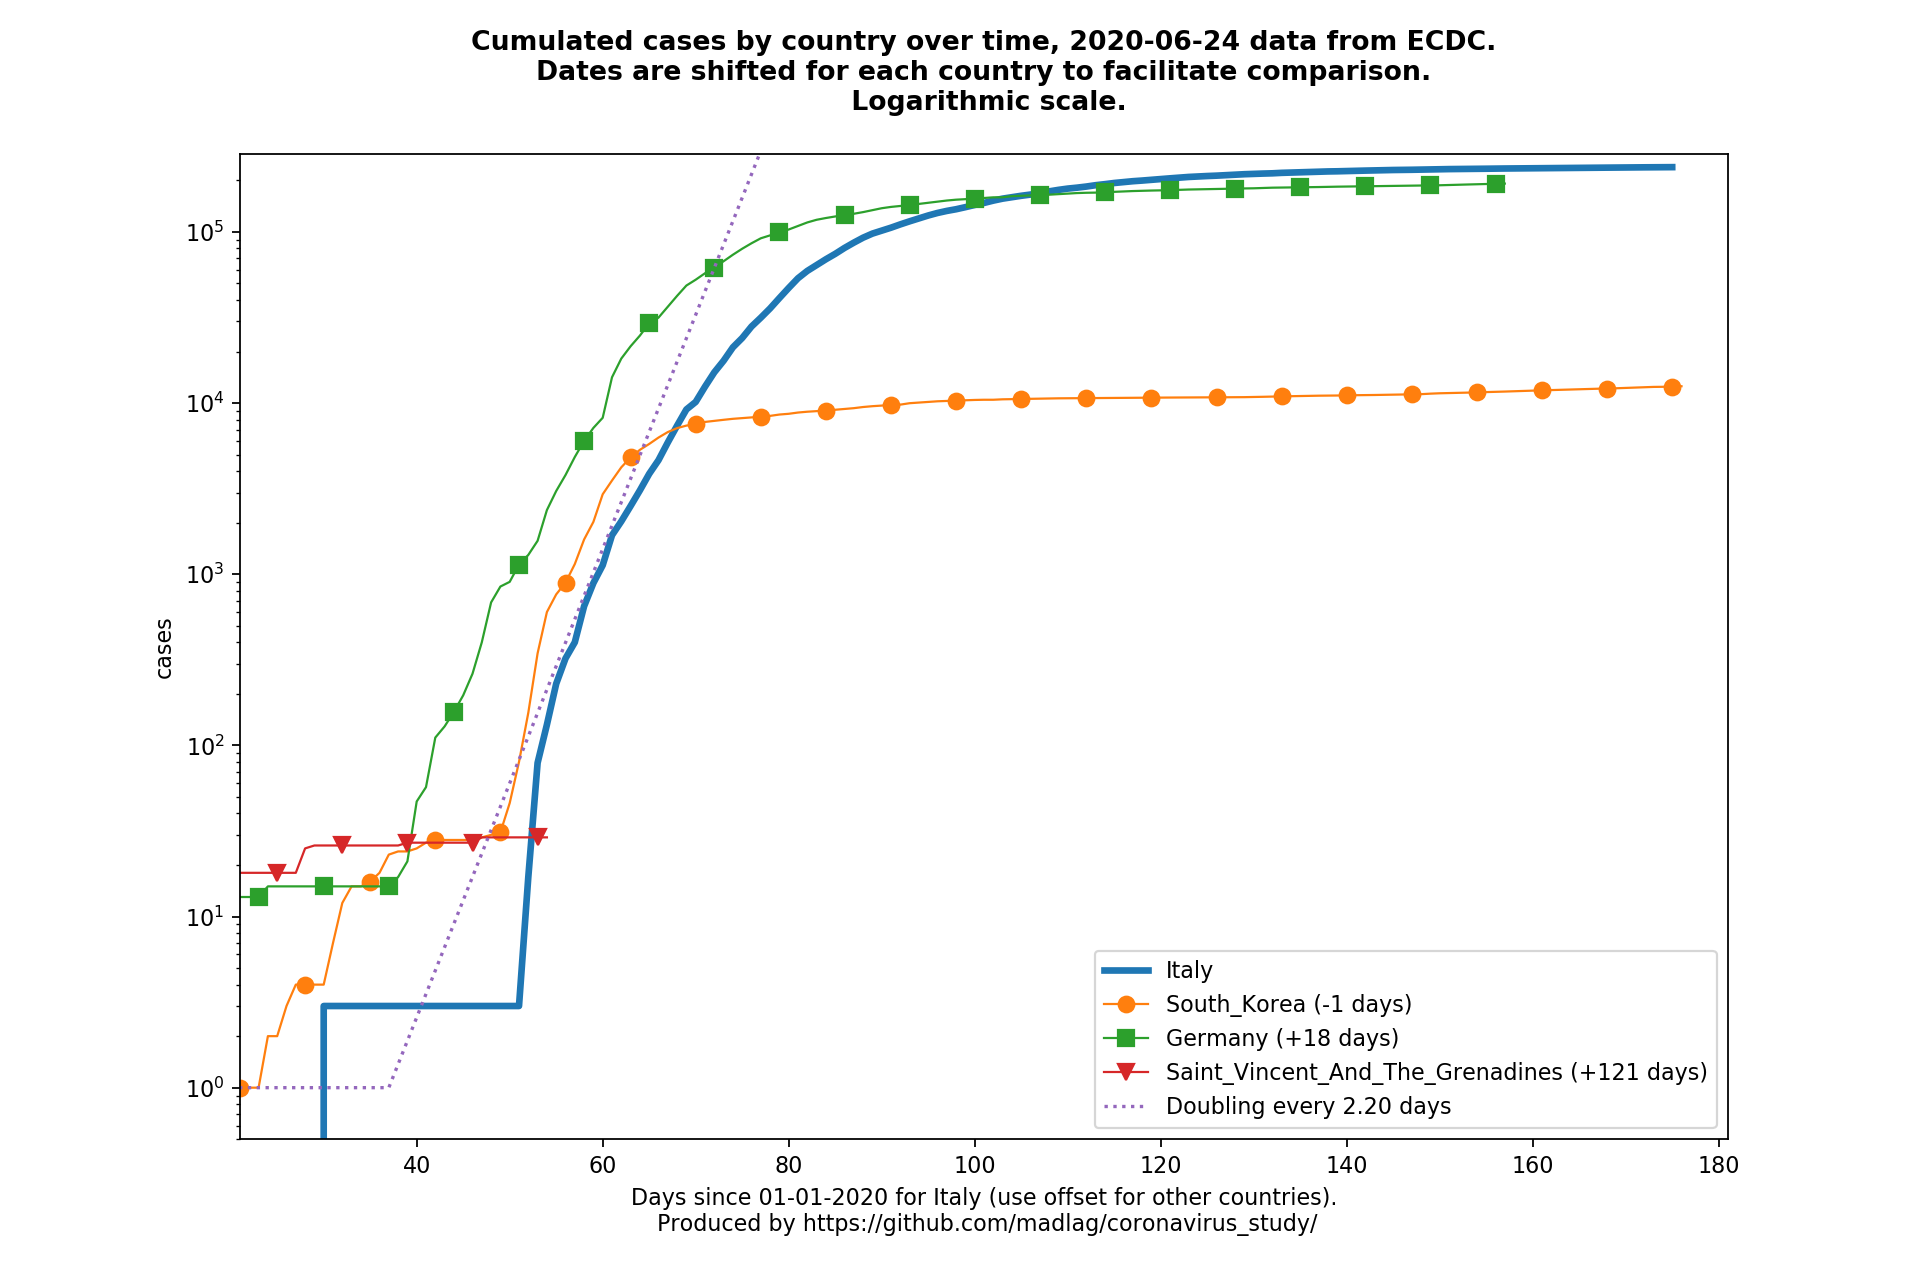 Cumulated cases by country over time, 2020-06-24 data from ECDC.
Dates are shifted for each country to facilitate comparison.
Logarithmic scale.
10^5
10^4
10^3
10^2
10^1
10^0
cases
Italy
South_Korea (-1 days)
Germany (+18 days)
Saint_Vincent_And_The_Grenadines (+121 days)
Doubling every 2.20 days
40 60 80 100 120 140 160 180
Days since 01-01-2020 for Italy (use offset for other countries).
Produced by https://github.com/madlag/coronavirus_study/